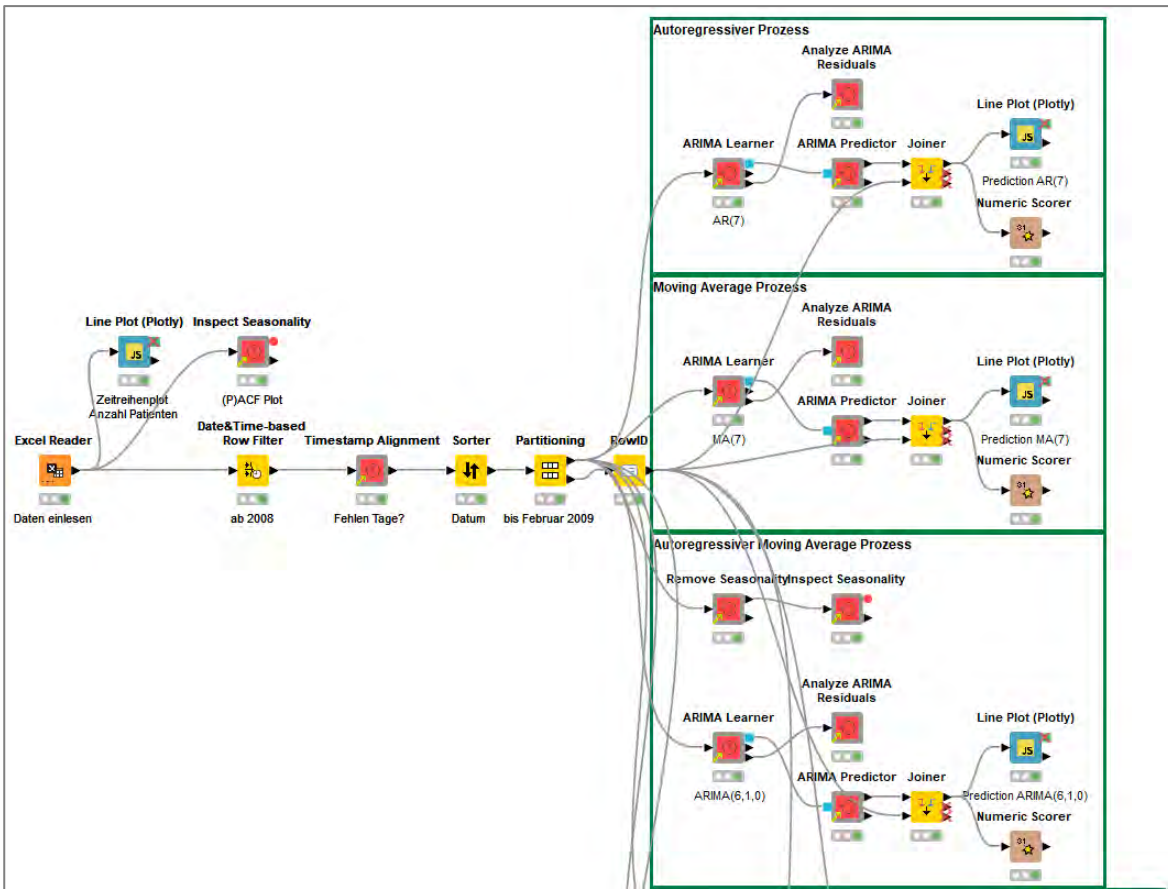 Autoregressiver Prozess
Analyze ARIMA
Residuals
Line Plot (Plotly)
ARIMA Learner
ARIMA Predictor
Joiner
JS
Prediction AR(7)
Numeric Scorer
AR(7)
Moving Average Prozess
Analyze ARIMA
Residuals
Line Plot (Plotly)
Inspect Seasonality
Line Plot (Plotly)
JS
ARIMA Learner
JS
(P)ACF Plot
Zeitreihenplot
Anzahl Patienten
ARIMA Predictor
Joiner
MA(7)
Prediction MA(7)
Excel Reader
Date&Time-based
Row Filter
Timestamp Alignment
Sorter
Partitioning
RowID
Numeric Scorer
Daten einlesen
ab 2008
Fehlen Tage?
Datum
bis Februar 2009
Autoregressiver Moving Average Prozess
Remove Seasonality
Inspect Seasonality
Analyze ARIMA
Residuals
ARIMA Learner
Line Plot (Plotly)
JS
ARIMA Predictor
Joiner
ARIMA(6,1,0)
Prediction ARIMA(6,1,0)
Numeric Scorer